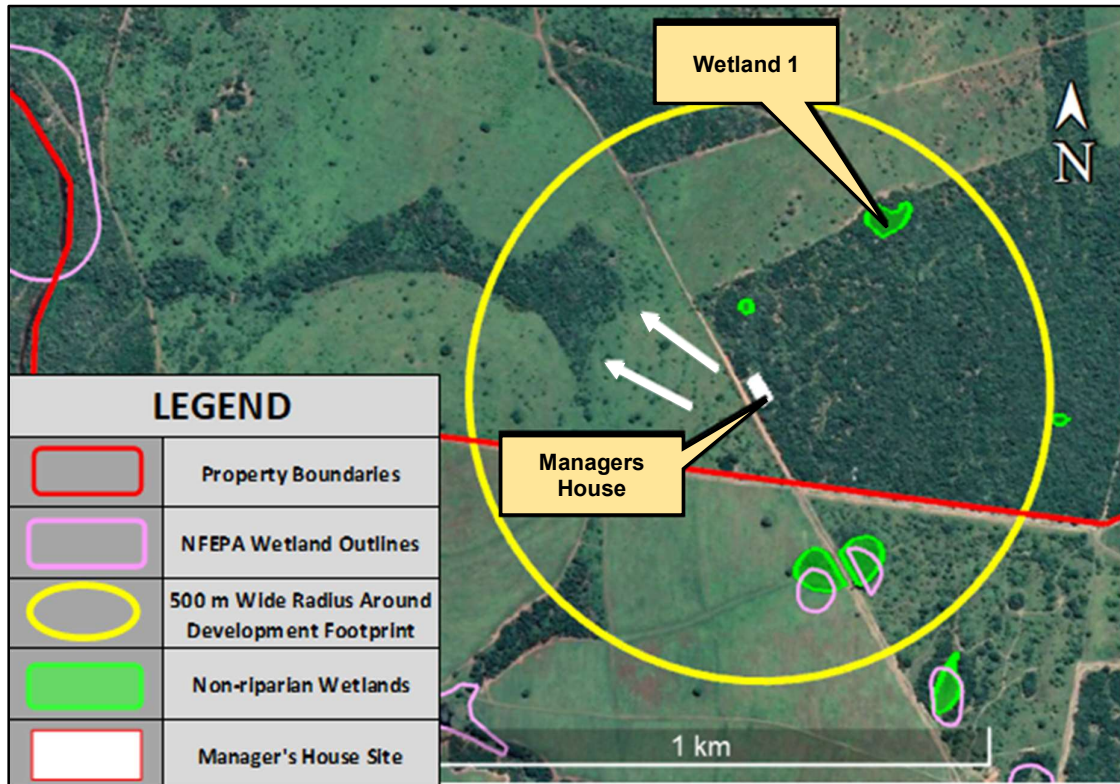 Wetland 1
N
Managers
House
LEGEND
Property Boundaries
NFEPA Wetland Outlines
500 m Wide Radius Around
Development Footprint
Non-riparian Wetlands
Manager's House Site
1 km